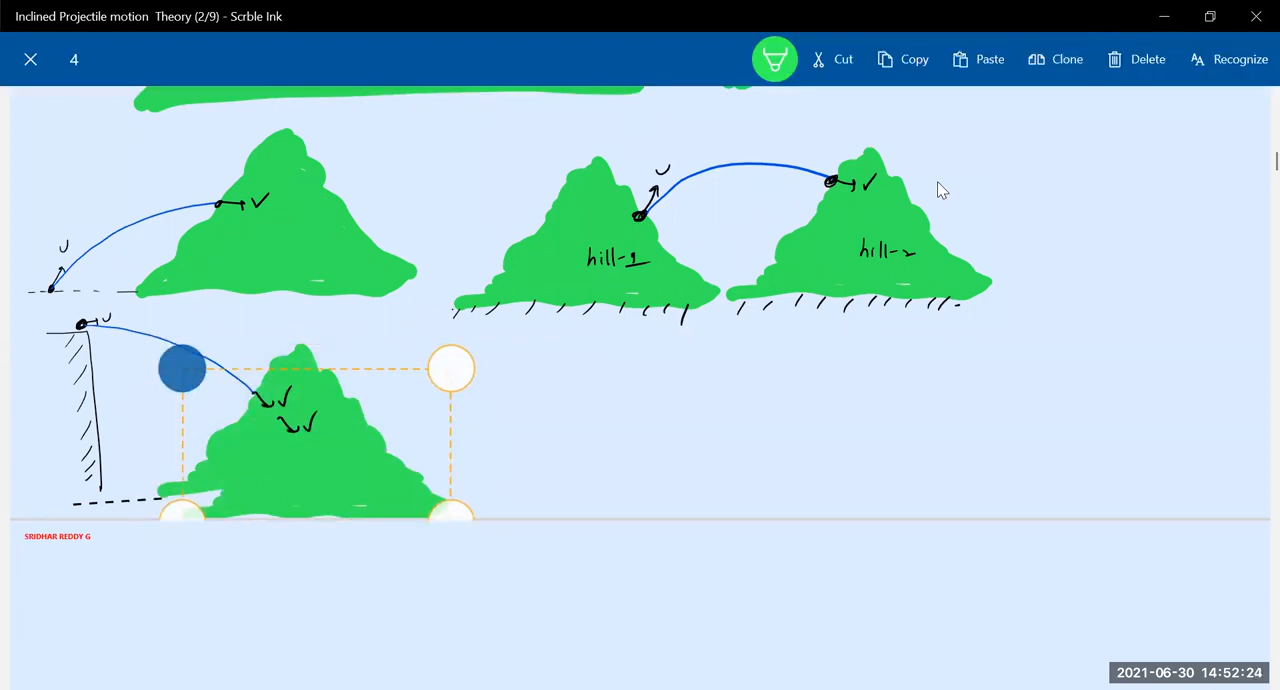 Inclined Projectile motion  Theory (2/9) - Scrble Ink
4 Cut Copy Paste Clone Delete Recognize
u v
u v
hill-1 hill-2
u
v
v
SRIDHAR REDDY G
2021-06-30 14:52:24